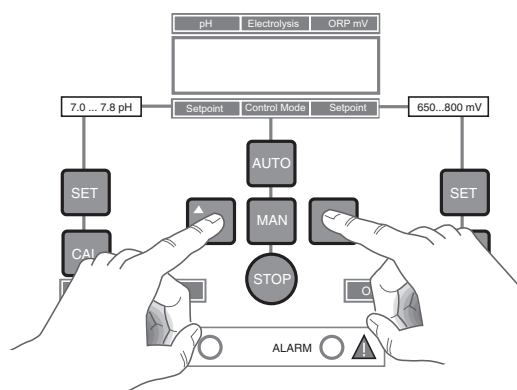 pH Electrolysis ORP mV
7.0 ... 7.8 pH Setpoint Control Mode Setpoint 650...800 mV
AUTO
SET MAN SET
CAL
STOP
ALARM